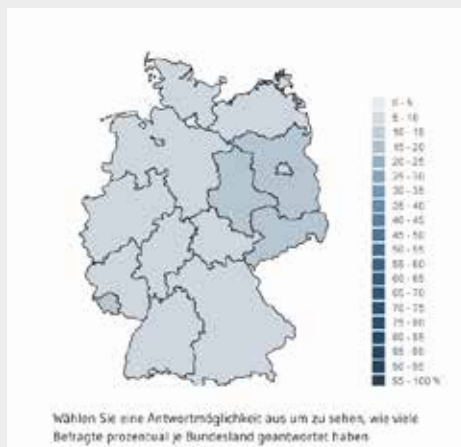 0 - 5
5 - 10
10 - 15
15 - 20
20 - 25
25 - 30
30 - 35
35 - 40
40 - 45
45 - 50
50 - 55
55 - 60
60 - 65
65 - 70
70 - 75
75 - 80
80 - 85
85 - 90
90 - 95
95 - 100 %
Wählen Sie eine Antwortmöglichkeit aus um zu sehen, wie viele
Befragte prozentual je Bundesland geantwortet haben